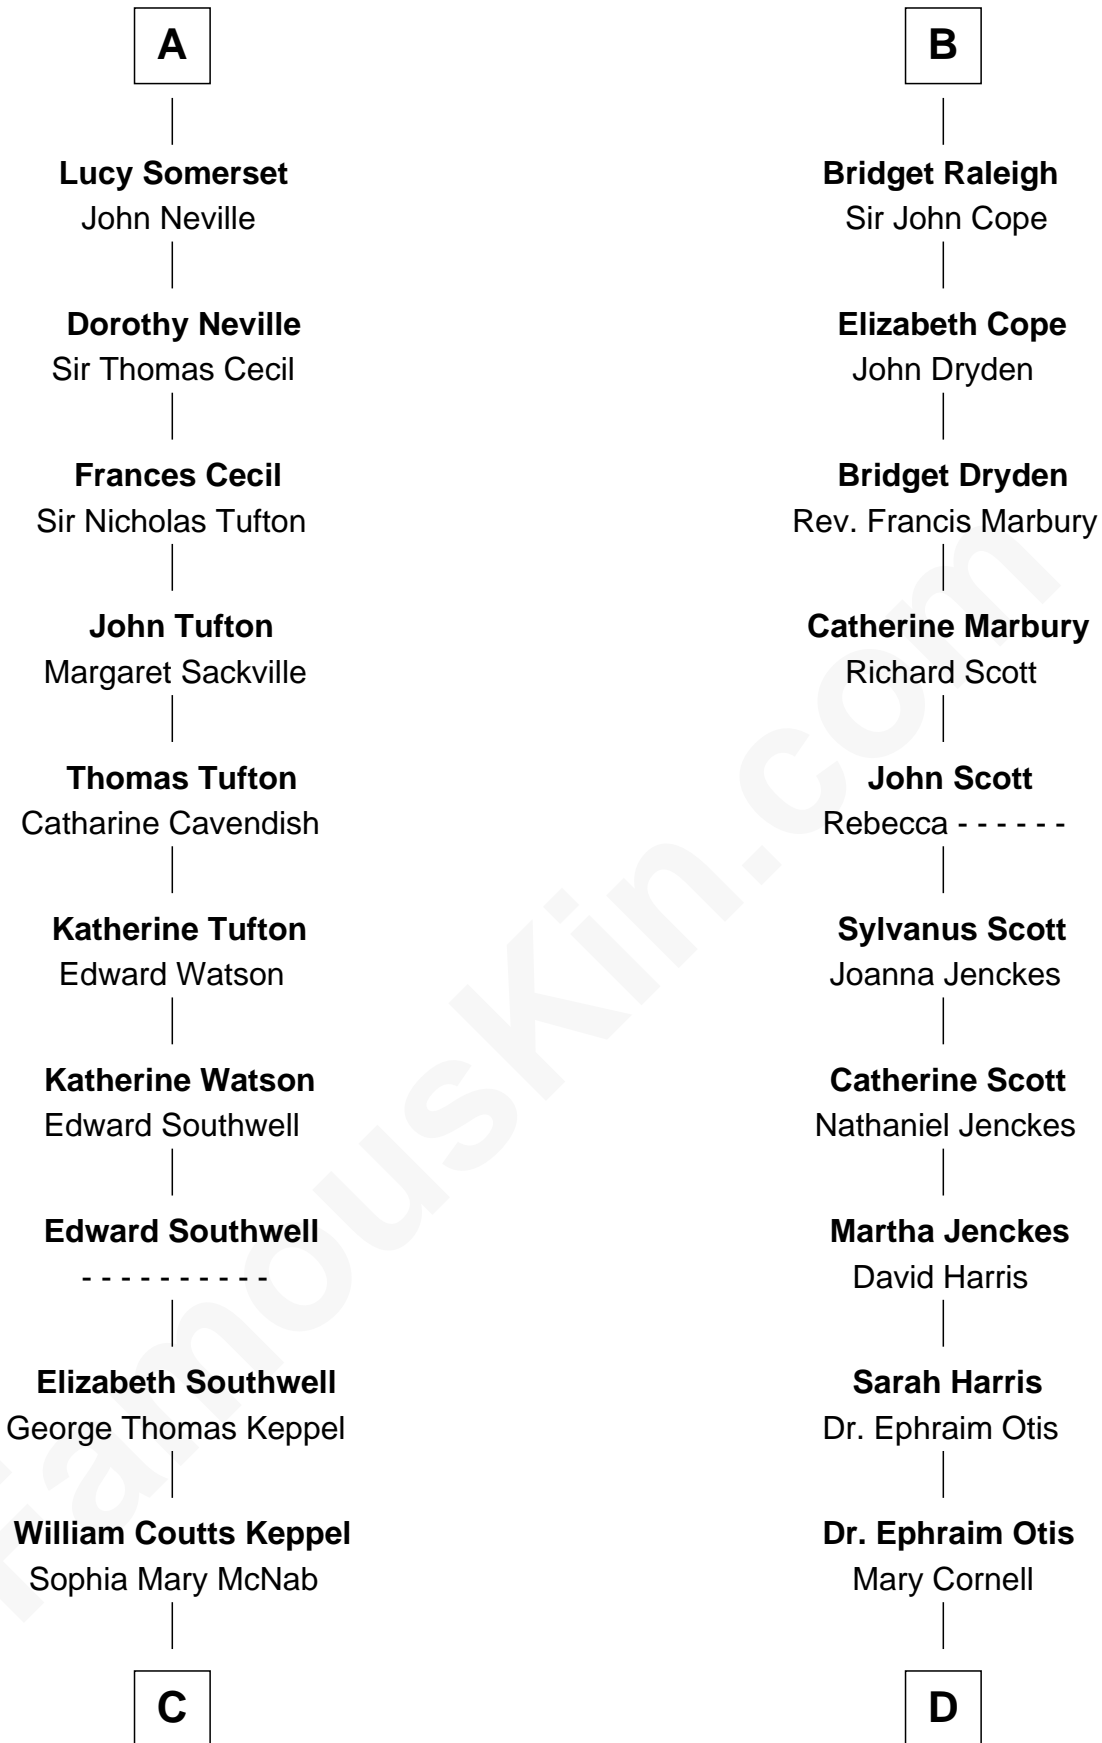 A
Lucy Somerset
John Neville
Dorothy Neville
Sir Thomas Cecil
Frances Cecil
Sir Nicholas Tufton
John Tufton
Margaret Sackville
Thomas Tufton
Catharine Cavendish
Katherine Tufton
Edward Watson
Katherine Watson
Edward Southwell
Edward Southwell
- - - - - - - - - -
Elizabeth Southwell
George Thomas Keppel
William Coutts Keppel
Sophia Mary McNab
C
B
Bridget Raleigh
Sir John Cope
Elizabeth Cope
John Dryden
Bridget Dryden
Rev. Francis Marbury
Catherine Marbury
Richard Scott
John Scott
Rebecca - - - - - -
Sylvanus Scott
Joanna Jenckes
Catherine Scott
Nathaniel Jenckes
Martha Jenckes
David Harris
Sarah Harris
Dr. Ephraim Otis
Dr. Ephraim Otis
Mary Cornell
D
FamousKin.com